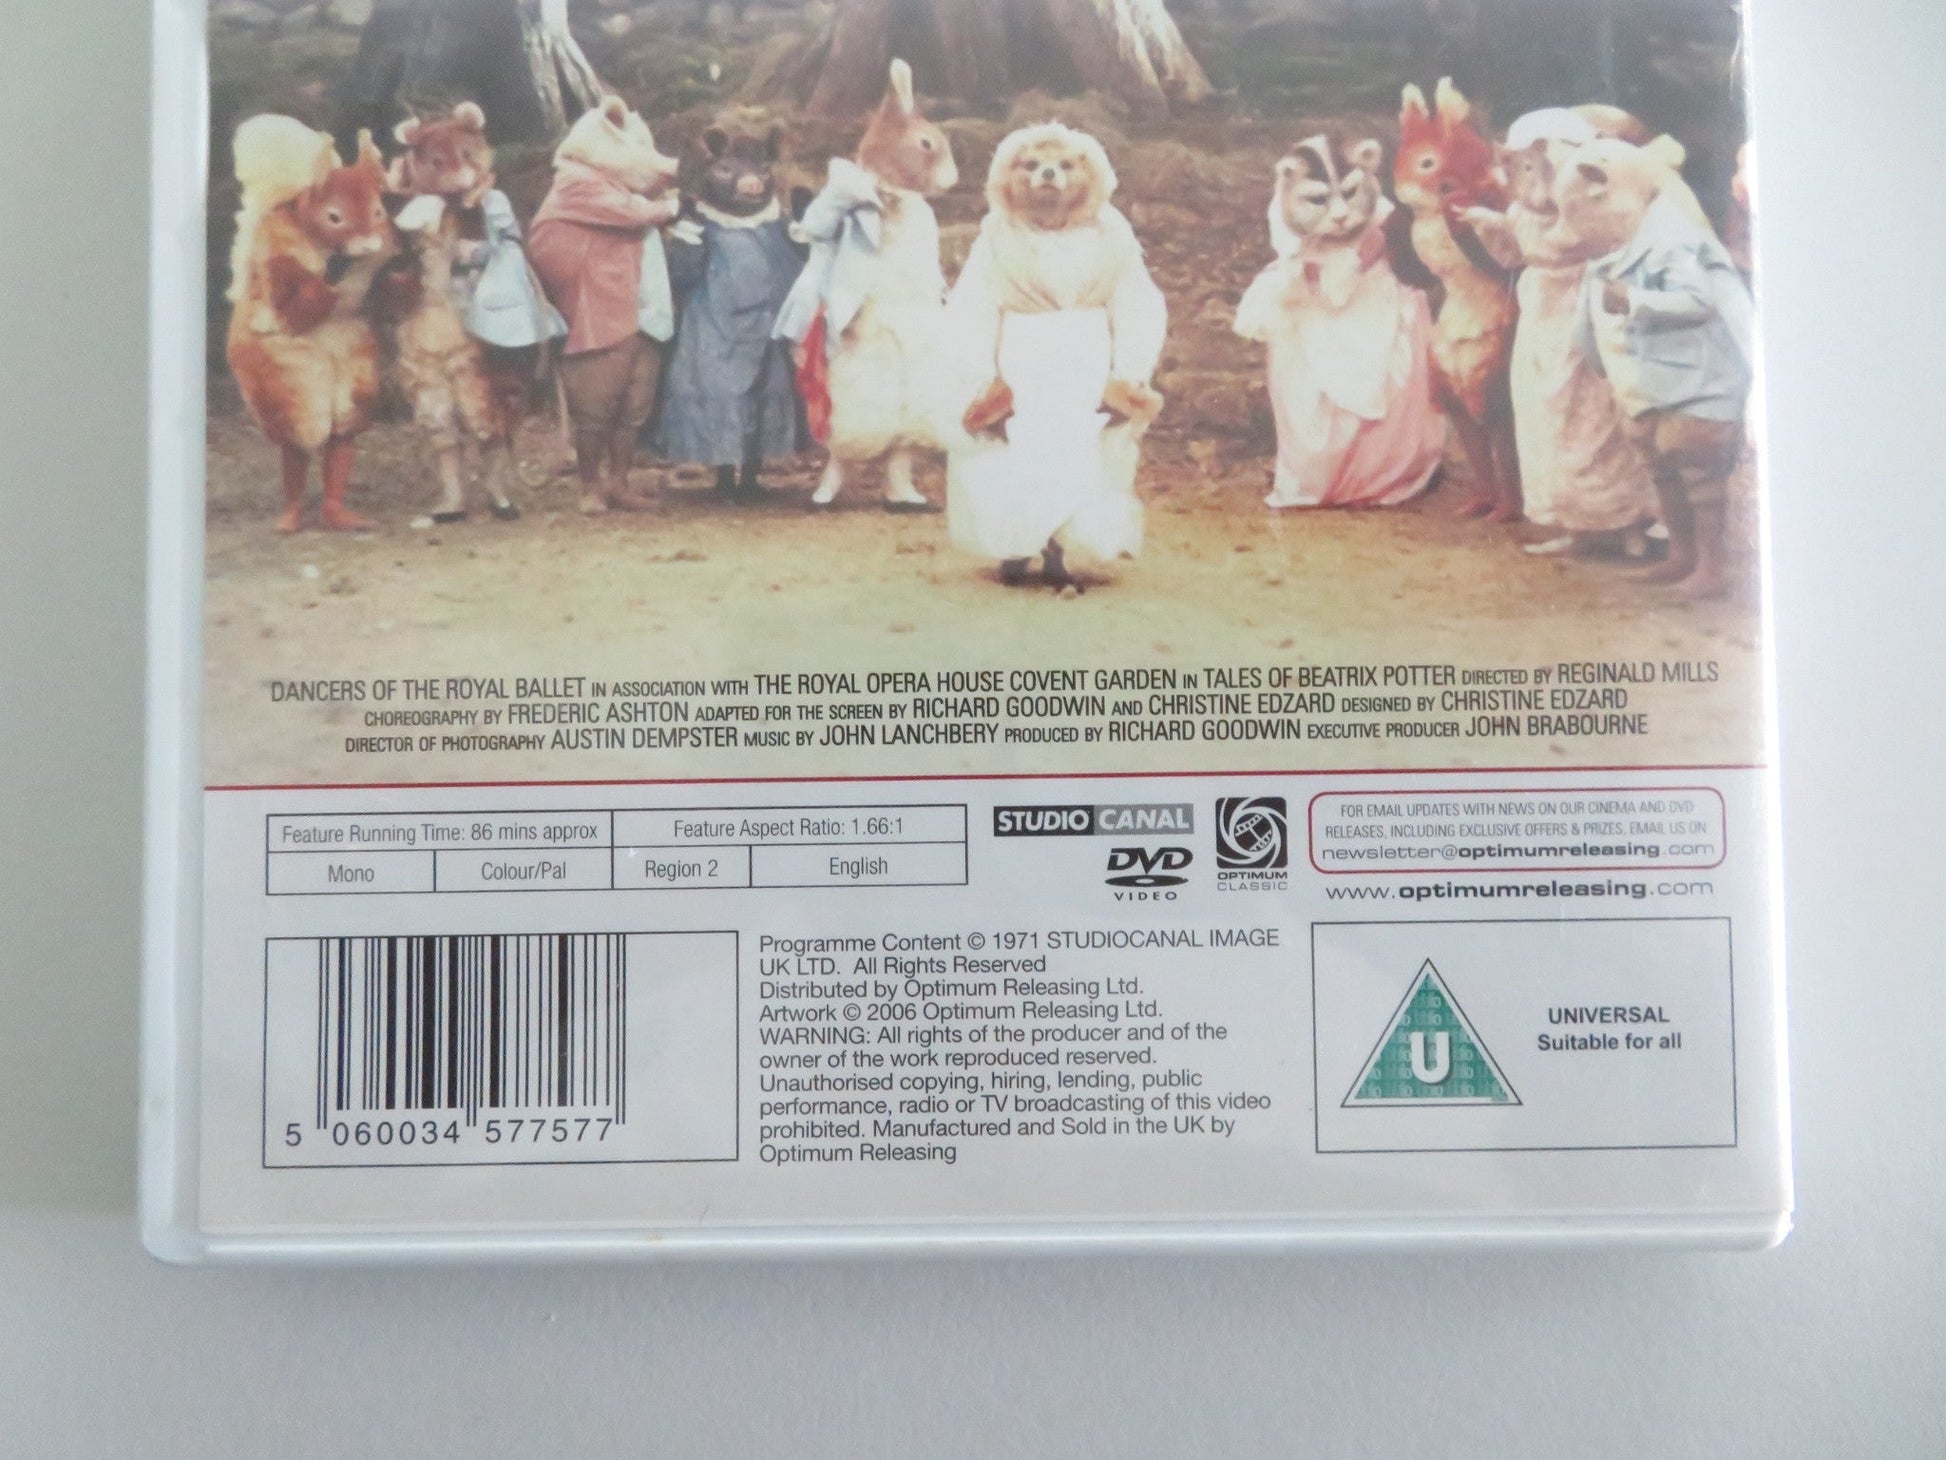 DANCERS OF THE ROYAL BALLET IN ASSOCIATION WITH THE ROYAL OPERA HOUSE COVENT GARDEN IN TALES OF BEATRIX POTTER DIRECTED BY REGINALD MILLS
CHOREOGRAPHY BY FREDERIC ASHTON ADAPTED FOR THE SCREEN BY RICHARD GOODWIN AND CHRISTINE EDZARD DESIGNED BY CHRISTINE EDZARD
DIRECTOR OF PHOTOGRAPHY AUSTIN DEMPSTER MUSIC BY JOHN LANCHBERY PRODUCED BY RICHARD GOODWIN EXECUTIVE PRODUCER JOHN BRABOURNE
Feature Running Time: 86 mins approx
Feature Aspect Ratio: 1.66:1
Mono
Colour/Pal
Region 2
English
STUDIO CANAL
DVD
VIDEO
OPTIMUM
CLASSIC
FOR EMAIL UPDATES WITH NEWS ON OUR CINEMA AND DVD
RELEASES, INCLUDING EXCLUSIVE OFFERS & PRIZES, EMAIL US ON
newsletter@optimumreleasing.com
www.optimumreleasing.com
5 060034 577577
Programme Content © 1971 STUDIOCANAL IMAGE
UK LTD. All Rights Reserved
Distributed by Optimum Releasing Ltd.
Artwork © 2006 Optimum Releasing Ltd.
WARNING: All rights of the producer and of the
owner of the work reproduced reserved.
Unauthorised copying, hiring, lending, public
performance, radio or TV broadcasting of this video
prohibited. Manufactured and Sold in the UK by
Optimum Releasing
U
UNIVERSAL
Suitable for all